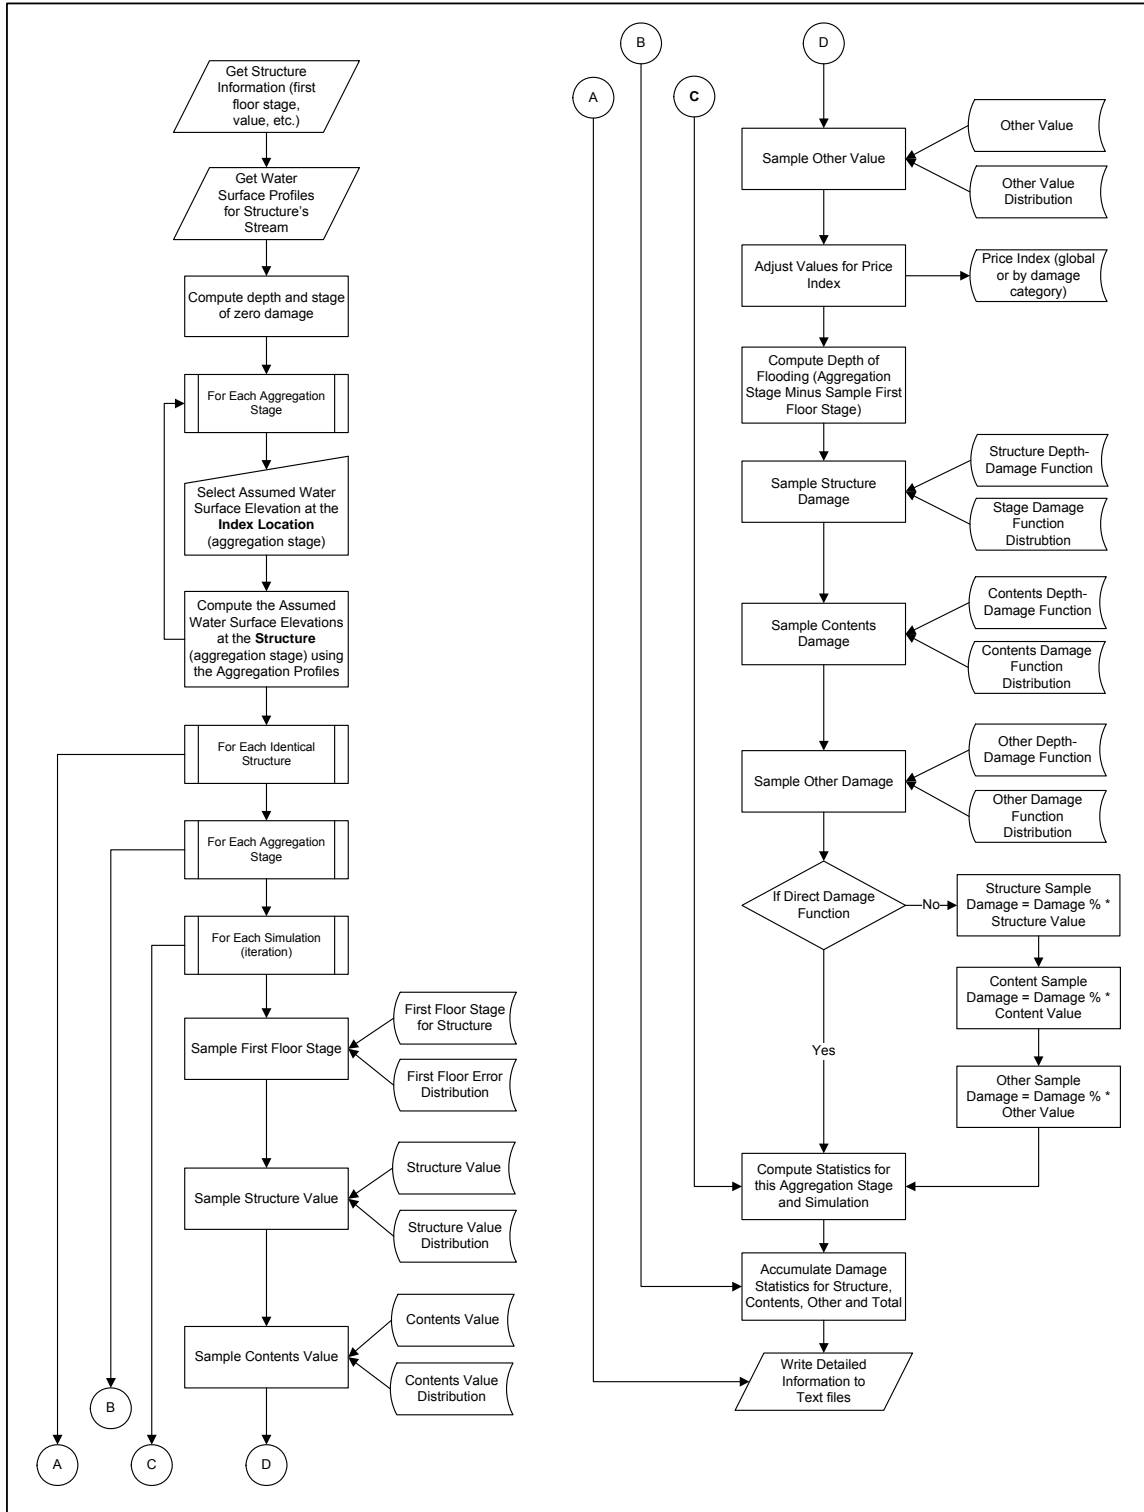 Get Structure
Information (first
floor stage,
value, etc.)
Get Water
Surface Profiles
for Structure's
Stream
Compute depth and stage
of zero damage
For Each Aggregation
Stage
Select Assumed Water
Surface Elevation at the
Index Location
(aggregation stage)
Compute the Assumed
Water Surface Elevations
at the Structure
(aggregation stage) using
the Aggregation Profiles
For Each Identical
Structure
For Each Aggregation
Stage
For Each Simulation
(iteration)
Sample First Floor Stage
First Floor Stage
for Structure
First Floor Error
Distribution
Sample Structure Value
Structure Value
Structure Value
Distribution
Sample Contents Value
Contents Value
Contents Value
Distribution
B
A
C
D
B
D
A
C
Sample Other Value
Other Value
Other Value
Distribution
Adjust Values for Price
Index
Price Index (global
or by damage
category)
Compute Depth of
Flooding (Aggregation
Stage Minus Sample First
Floor Stage)
Sample Structure
Damage
Structure Depth-
Damage Function
Stage Damage
Function
Distrubtion
Sample Contents
Damage
Contents Depth-
Damage Function
Contents Damage
Function
Distribution
Sample Other Damage
Other Depth-
Damage Function
Other Damage
Function
Distribution
If Direct Damage
Function
No
Structure Sample
Damage = Damage % *
Structure Value
Content Sample
Damage = Damage % *
Content Value
Yes
Other Sample
Damage = Damage % *
Other Value
Compute Statistics for
this Aggregation Stage
and Simulation
Accumulate Damage
Statistics for Structure,
Contents, Other and Total
Write Detailed
Information to
Text files